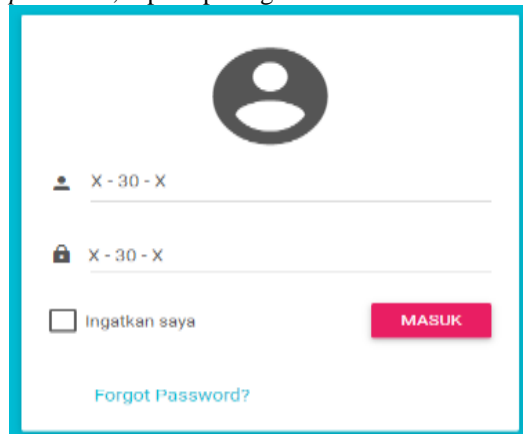 X - 30 - X
X - 30 - X
Ingatkan saya
MASUK
Forgot Password?